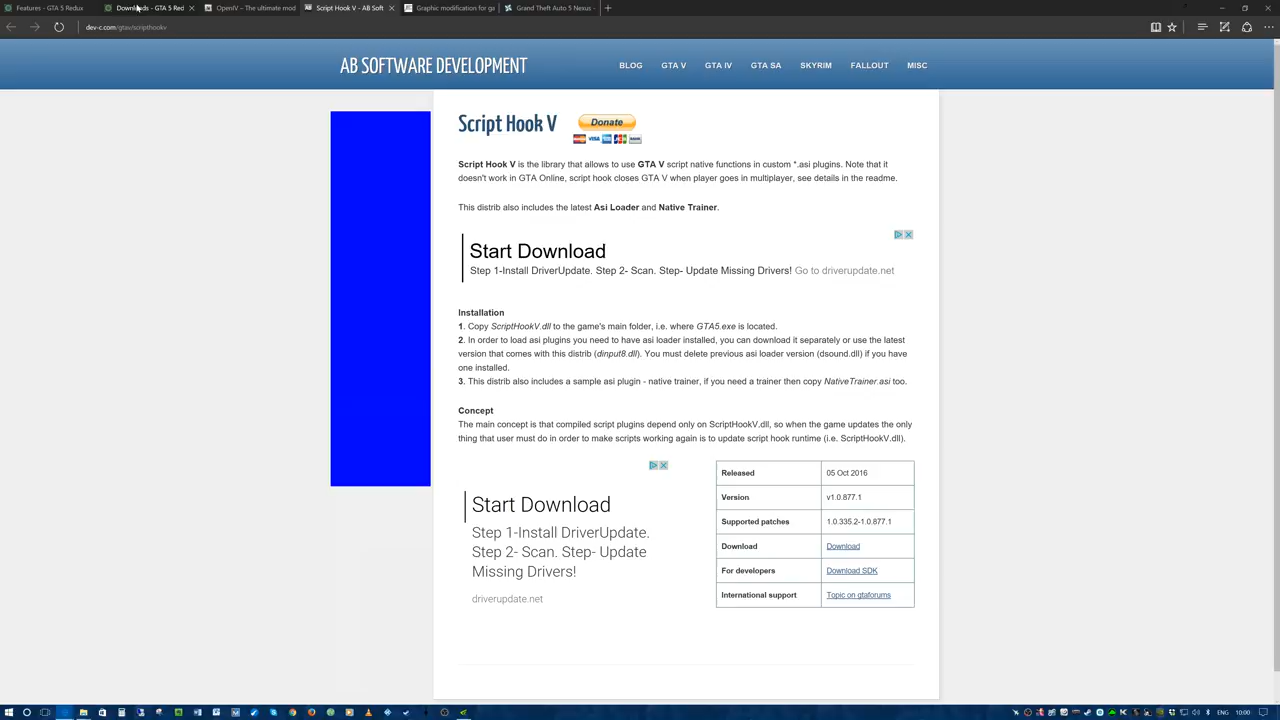 Features - GTA 5 Redux
Downloads - GTA 5 Red
OpenIV – The ultimate mod
Script Hook V - AB Soft
Graphic modification for ga
Grand Theft Auto 5 Nexus -
dev-c.com/gtav/scripthookv
AB SOFTWARE DEVELOPMENT
BLOG GTA V GTA IV GTA SA SKYRIM FALLOUT MISC
Script Hook V
Donate
VISA
Script Hook V is the library that allows to use GTA V script native functions in custom *.asi plugins. Note that it
doesn't work in GTA Online, script hook closes GTA V when player goes in multiplayer, see details in the readme.
This distrib also includes the latest Asi Loader and Native Trainer.
Start Download
Step 1-Install DriverUpdate. Step 2- Scan. Step- Update Missing Drivers! Go to driverupdate.net
Installation
1. Copy ScriptHookV.dll to the game's main folder, i.e. where GTA5.exe is located.
2. In order to load asi plugins you need to have asi loader installed, you can download it separately or use the latest
version that comes with this distrib (dinput8.dll). You must delete previous asi loader version (dsound.dll) if you have
one installed.
3. This distrib also includes a sample asi plugin - native trainer, if you need a trainer then copy NativeTrainer.asi too.
Concept
The main concept is that compiled script plugins depend only on ScriptHookV.dll, so when the game updates the only
thing that user must do in order to make scripts working again is to update script hook runtime (i.e. ScriptHookV.dll).
Start Download
Step 1-Install DriverUpdate.
Step 2- Scan. Step- Update
Missing Drivers!
driverupdate.net
Released 05 Oct 2016
Version v1.0.877.1
Supported patches 1.0.335.2-1.0.877.1
Download Download
For developers Download SDK
International support Topic on gtaforums
ENG 10:00